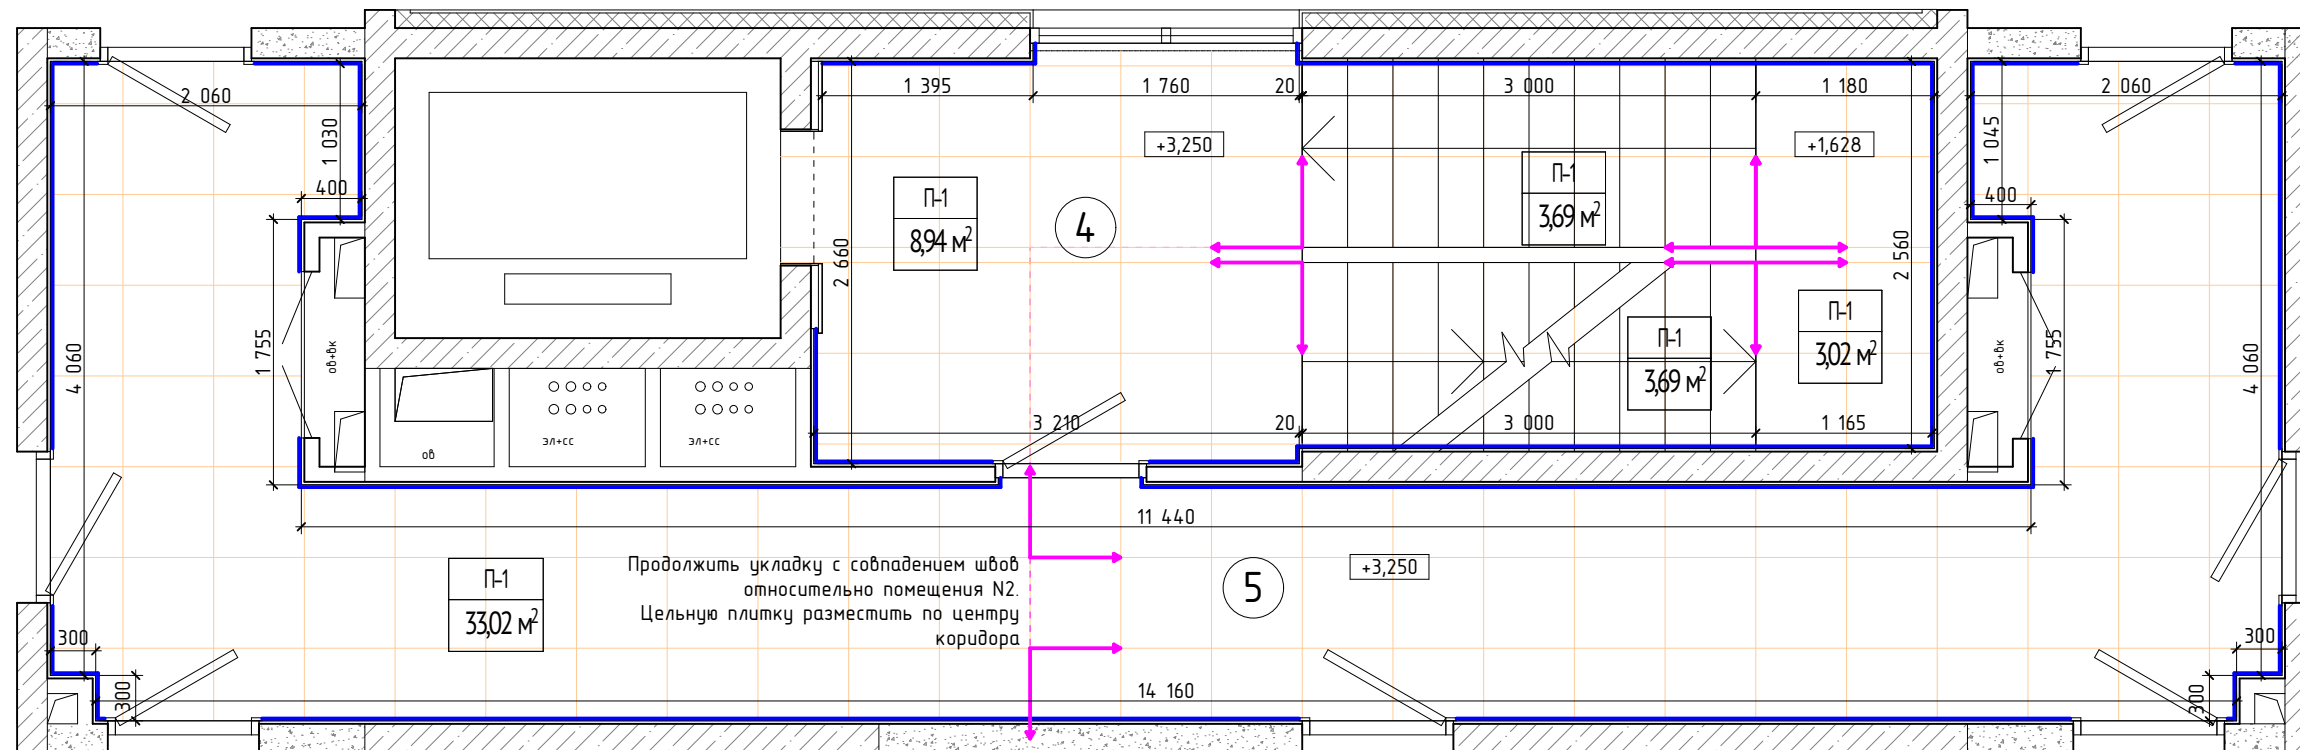 2 060
1 395
1 760
20
3 000
1 180
2 060
1 030
+3,250
+1,628
1 045
400
П-1
8,94 м²
4
П-1
3,69 м²
400
2 660
2 560
4 060
1 755
ов+вк
П-1
3,69 м²
П-1
3,02 м²
ов+вк
1 755
4 060
ов
эл+сс
эл+сс
3 210
20
3 000
1 165
11 440
П-1
33,02 м²
Продолжить укладку с совпадением швов
относительно помещения N2.
Цельную плитку разместить по центру
коридора
5
+3,250
300
300
14 160
300
300